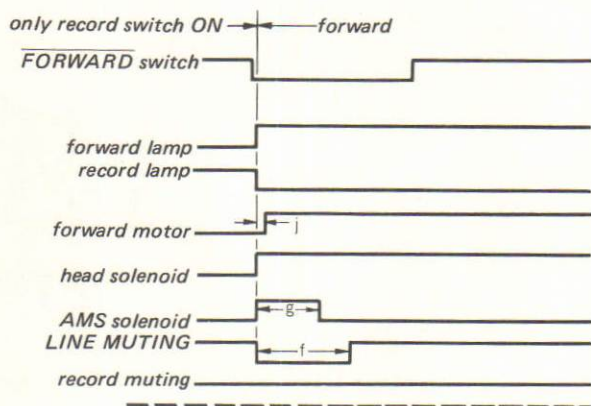 only record switch ON forward
FORWARD switch
forward lamp
record lamp
forward motor j
head solenoid
AMS solenoid g
LINE MUTING f
record muting